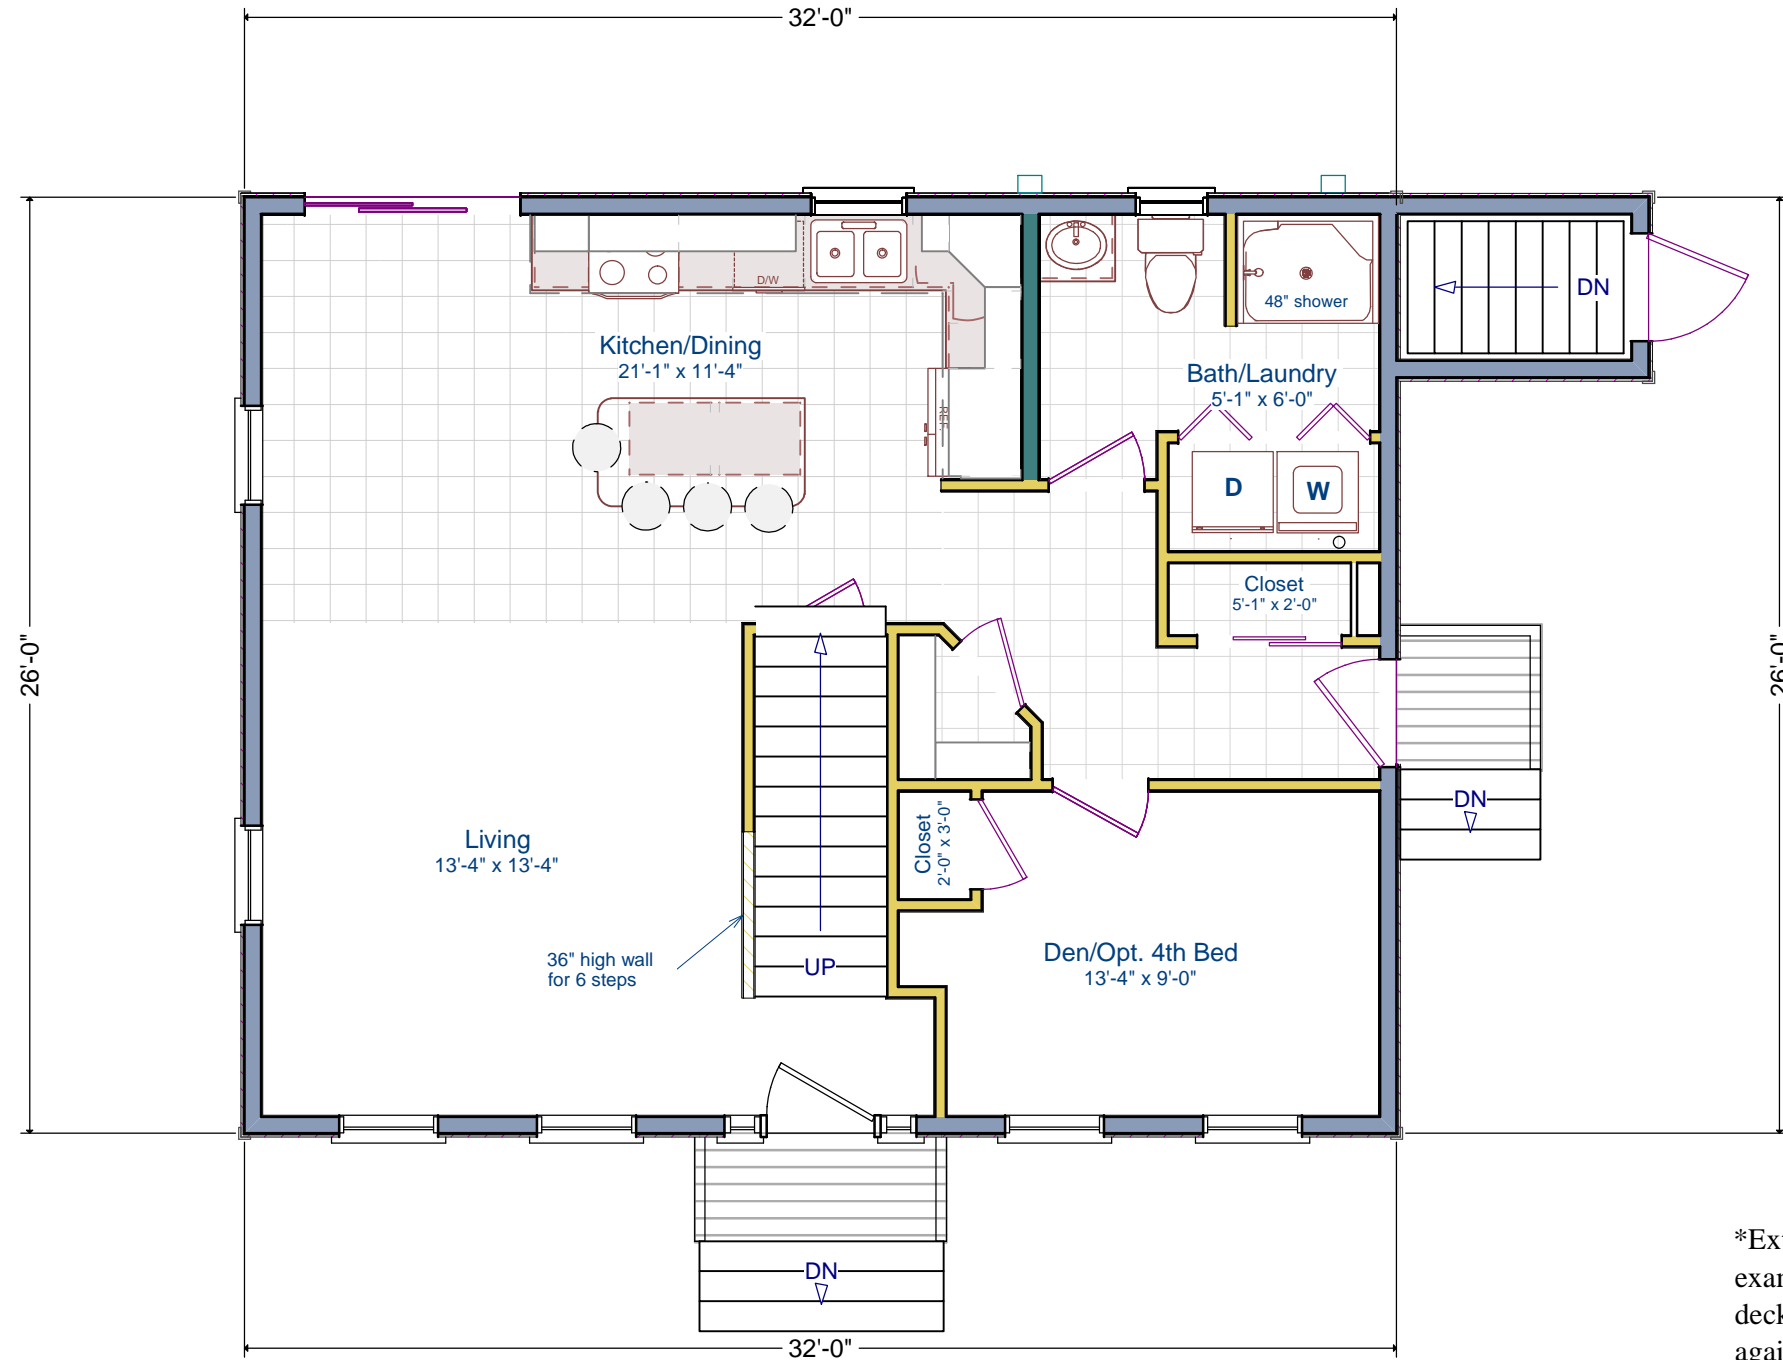 32'-0"
DN
48" shower
D/W
Kitchen/Dining
21'-1" x 11'-4"
Bath/Laundry
5'-1" x 6'-0"
REF.
D
W
Closet
5'-1" x 2'-0"
26'-0"
26'-0"
DN
Living
13'-4" x 13'-4"
Closet
2'-0" x 3'-0"
36" high wall
for 6 steps
UP
Den/Opt. 4th Bed
13'-4" x 9'-0"
DN
32'-0"